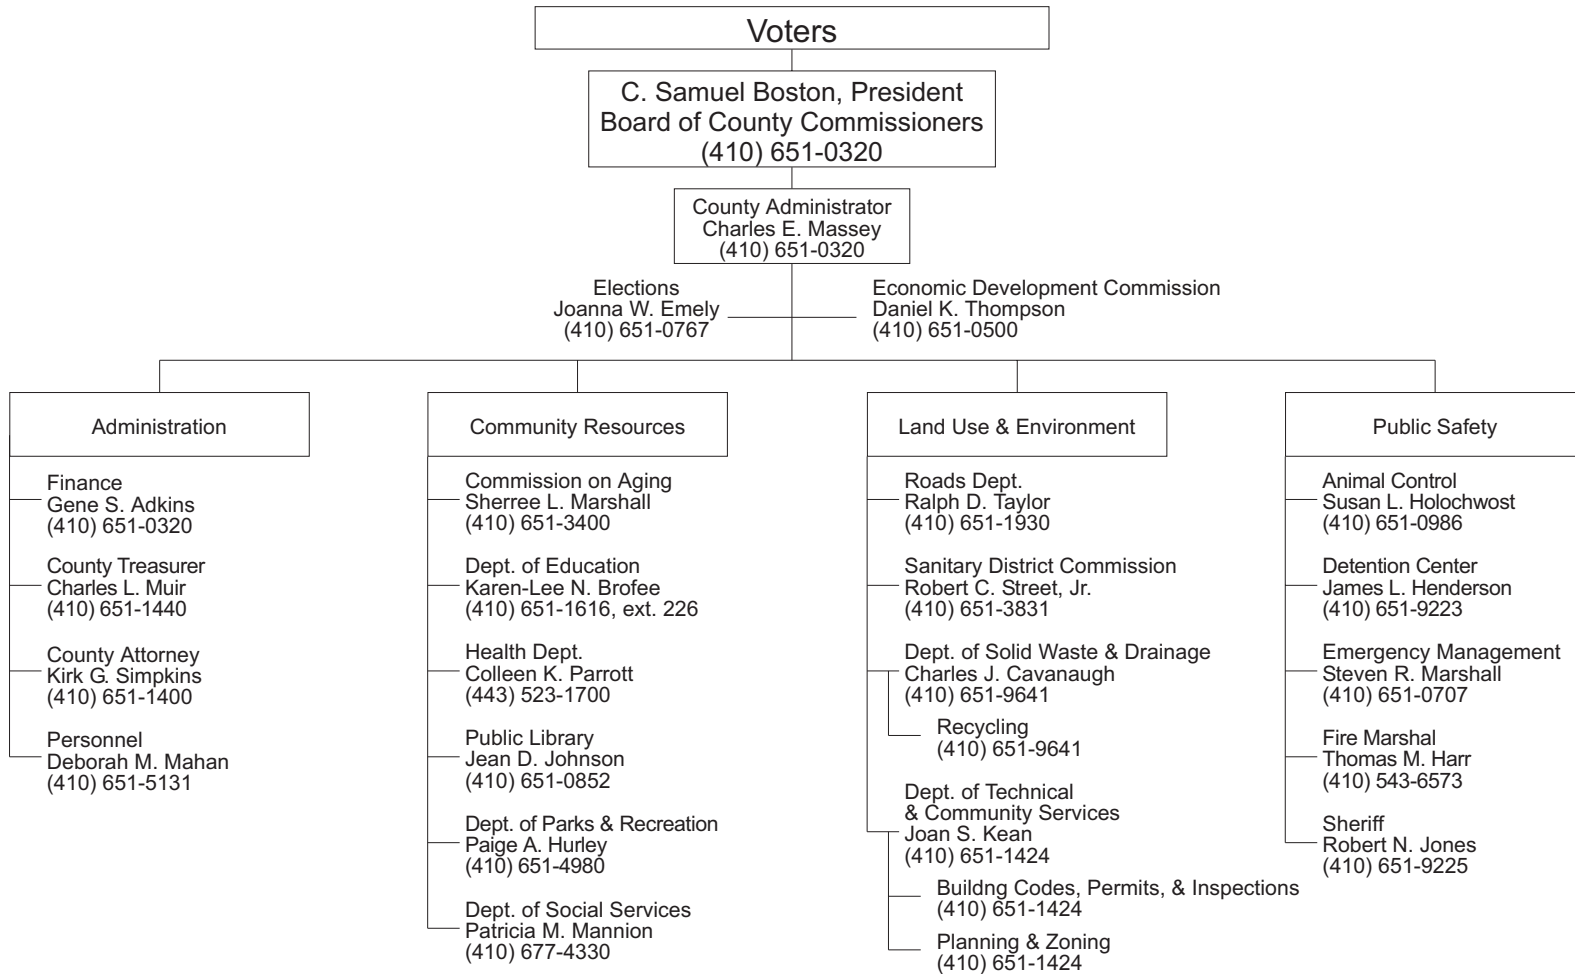 Voters
C. Samuel Boston, President
Board of County Commissioners
(410) 651-0320
County Administrator
Charles E. Massey
(410) 651-0320
Elections
Joanna W. Emely
(410) 651-0767
Economic Development Commission
Daniel K. Thompson
(410) 651-0500
Administration
Finance
Gene S. Adkins
(410) 651-0320
County Treasurer
Charles L. Muir
(410) 651-1440
County Attorney
Kirk G. Simpkins
(410) 651-1400
Personnel
Deborah M. Mahan
(410) 651-5131
Community Resources
Commission on Aging
Sherree L. Marshall
(410) 651-3400
Dept. of Education
Karen-Lee N. Brofee
(410) 651-1616, ext. 226
Health Dept.
Colleen K. Parrott
(443) 523-1700
Public Library
Jean D. Johnson
(410) 651-0852
Dept. of Parks & Recreation
Paige A. Hurley
(410) 651-4980
Dept. of Social Services
Patricia M. Mannion
(410) 677-4330
Land Use & Environment
Roads Dept.
Ralph D. Taylor
(410) 651-1930
Sanitary District Commission
Robert C. Street, Jr.
(410) 651-3831
Dept. of Solid Waste & Drainage
Charles J. Cavanaugh
(410) 651-9641
Recycling
(410) 651-9641
Dept. of Technical
& Community Services
Joan S. Kean
(410) 651-1424
Buildng Codes, Permits, & Inspections
(410) 651-1424
Planning & Zoning
(410) 651-1424
Public Safety
Animal Control
Susan L. Holochwost
(410) 651-0986
Detention Center
James L. Henderson
(410) 651-9223
Emergency Management
Steven R. Marshall
(410) 651-0707
Fire Marshal
Thomas M. Harr
(410) 543-6573
Sheriff
Robert N. Jones
(410) 651-9225